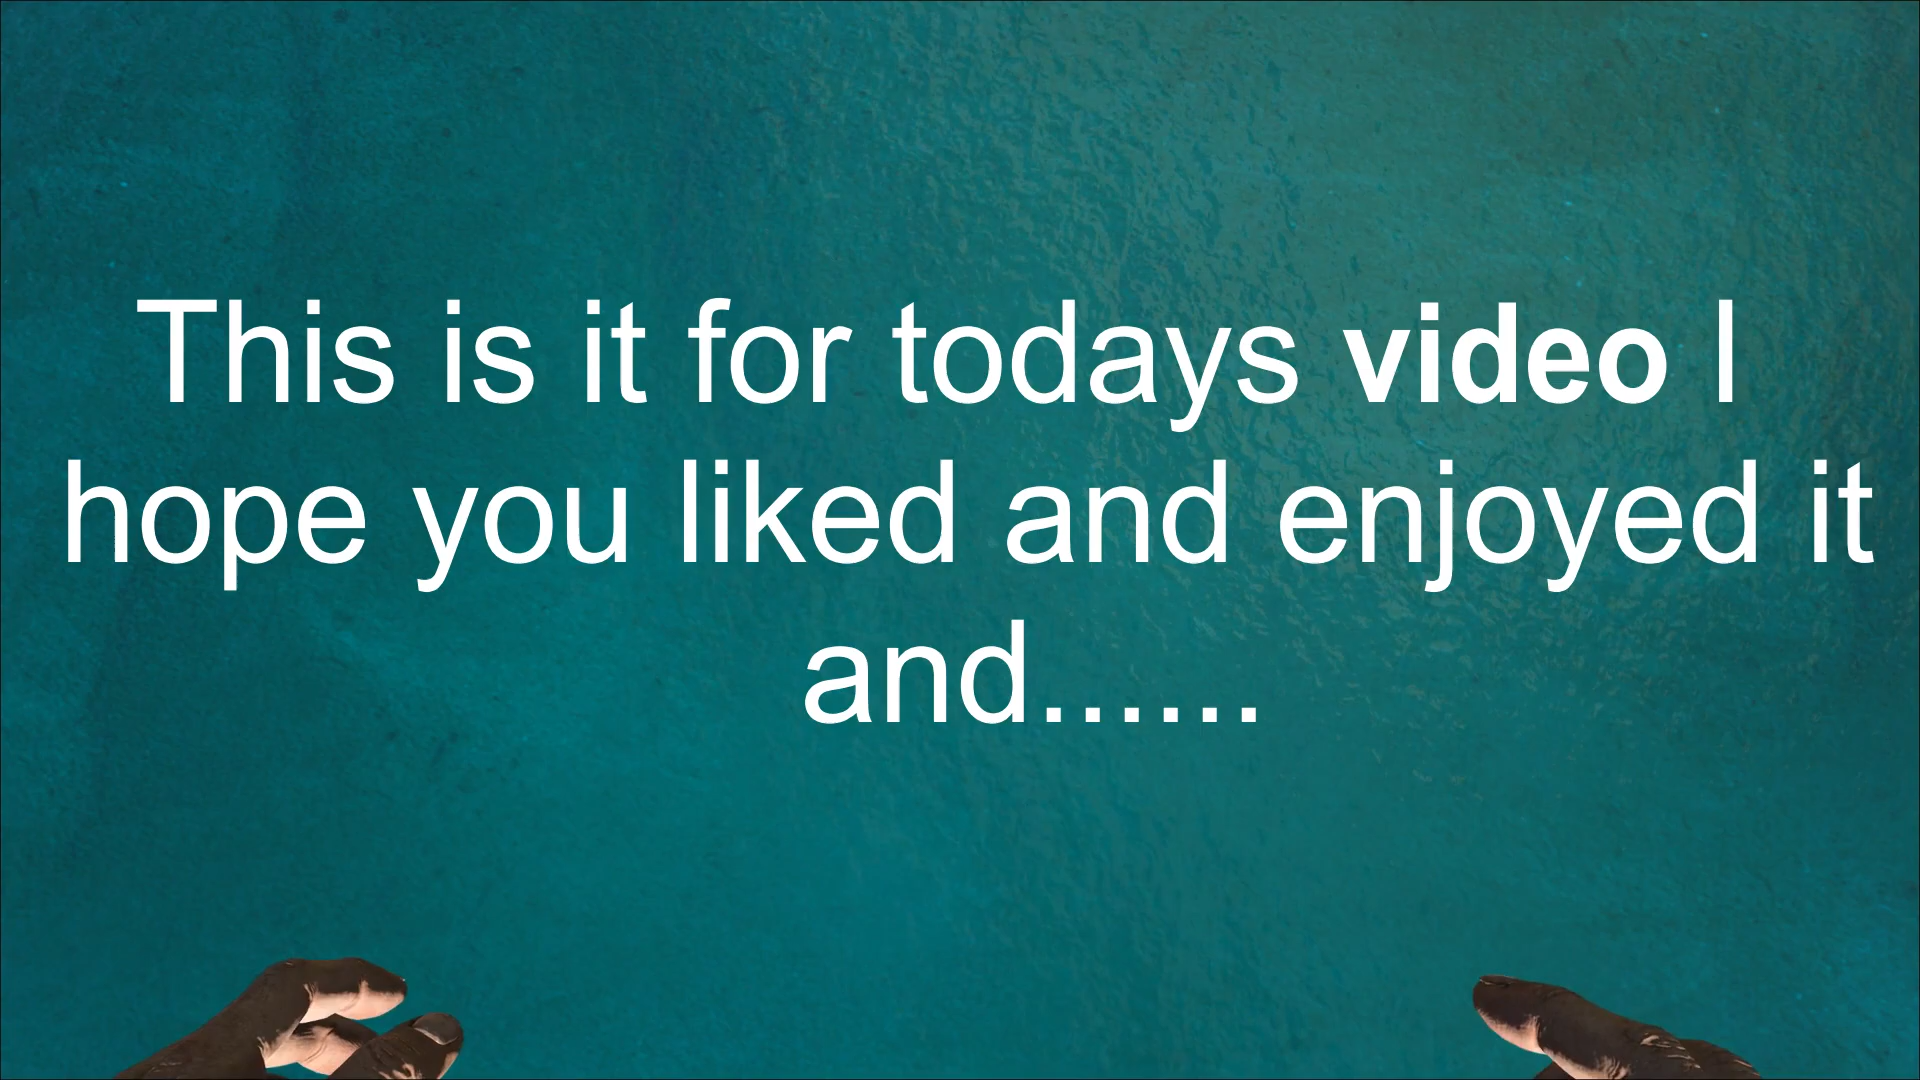 This is it for todays video I
hope you liked and enjoyed it
and......